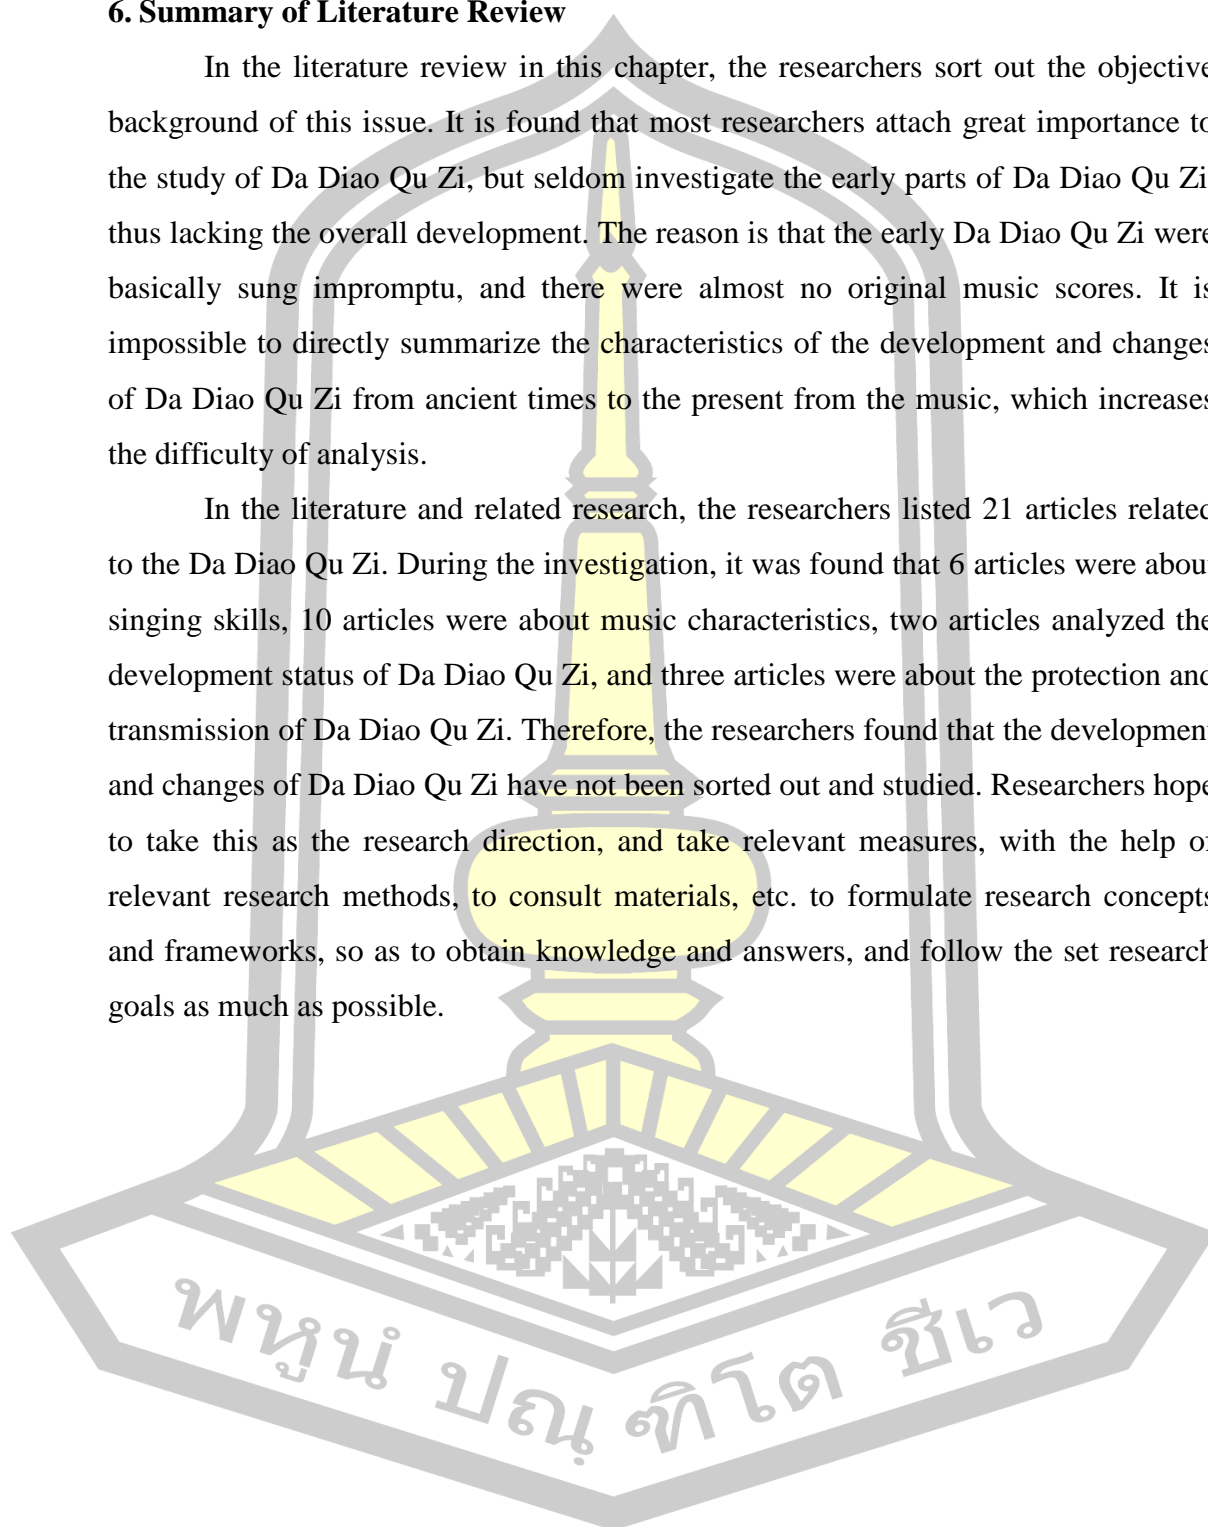 6. Summary of Literature Review
In the literature review in this chapter, the researchers sort out the objective
background of this issue. It is found that most researchers attach great importance to
the study of Da Diao Qu Zi, but seldom investigate the early parts of Da Diao Qu Zi
thus lacking the overall development. The reason is that the early Da Diao Qu Zi were
basically sung impromptu, and there were almost no original music scores. It is
impossible to directly summarize the characteristics of the development and changes
of Da Diao Qu Zi from ancient times to the present from the music, which increases
the difficulty of analysis.
In the literature and related research, the researchers listed 21 articles related
to the Da Diao Qu Zi. During the investigation, it was found that 6 articles were about
singing skills, 10 articles were about music characteristics, two articles analyzed the
development status of Da Diao Qu Zi, and three articles were about the protection and
transmission of Da Diao Qu Zi. Therefore, the researchers found that the development
and changes of Da Diao Qu Zi have not been sorted out and studied. Researchers hope
to take this as the research direction, and take relevant measures, with the help of
relevant research methods, to consult materials, etc. to formulate research concepts
and frameworks, so as to obtain knowledge and answers, and follow the set research
goals as much as possible.
พหูนํ ปณฺฑิโต ชีเว